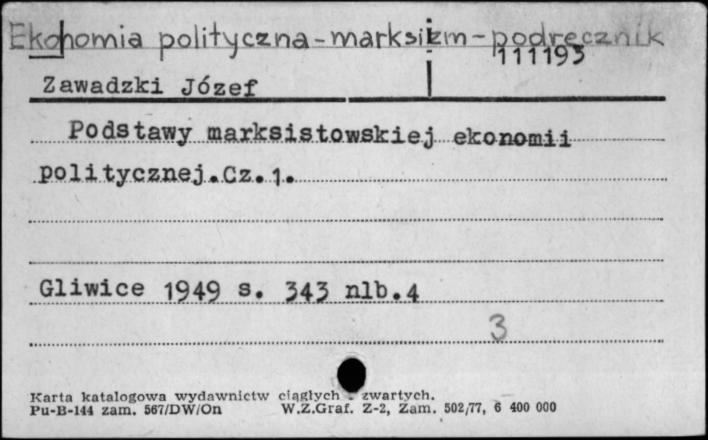 Ekonomia polityczna-marksizm-podręcznik
111193
Zawadzki Józef
Podstawy marksistowskiej ekonomii
politycznej.Cz.1.
Gliwice 1949 s. 343 nlb.4
3
Karta katalogowa wydawnictw ciągłych . zwartych.
Pu-B-144 zam. 567/DW/On W.Z.Graf. Z-2, Zam. 502/77, 6 400 000